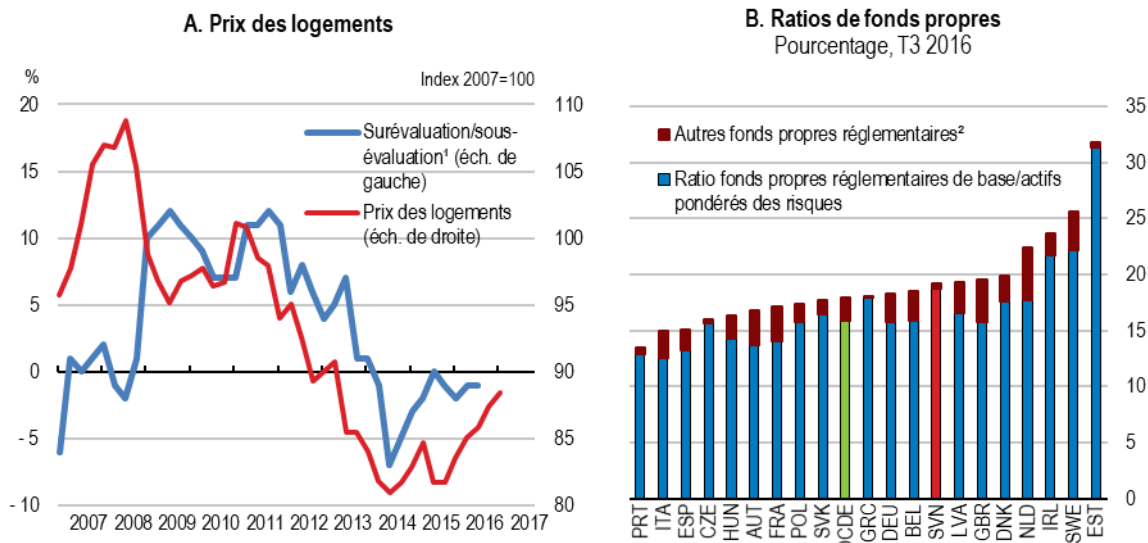 A. Prix des logements
%
Index 2007=100
20
15
10
5
0
- 5
- 10
110
105
100
95
90
85
80
Surévaluation/sous-
évaluation¹ (éch. de
gauche)
Prix des logements
(éch. de droite)
2007 2008 2009 2010 2011 2012 2013 2014 2015 2016 2017
B. Ratios de fonds propres
Pourcentage, T3 2016
35
30
25
20
15
10
5
0
Autres fonds propres réglementaires²
Ratio fonds propres réglementaires de base/actifs
pondérés des risques
PRT ITA ESP CZE HUN AUT FRA POL SVK OCDE GRC DEU BEL SVN LVA GBR DNK NLD IRL SWE EST